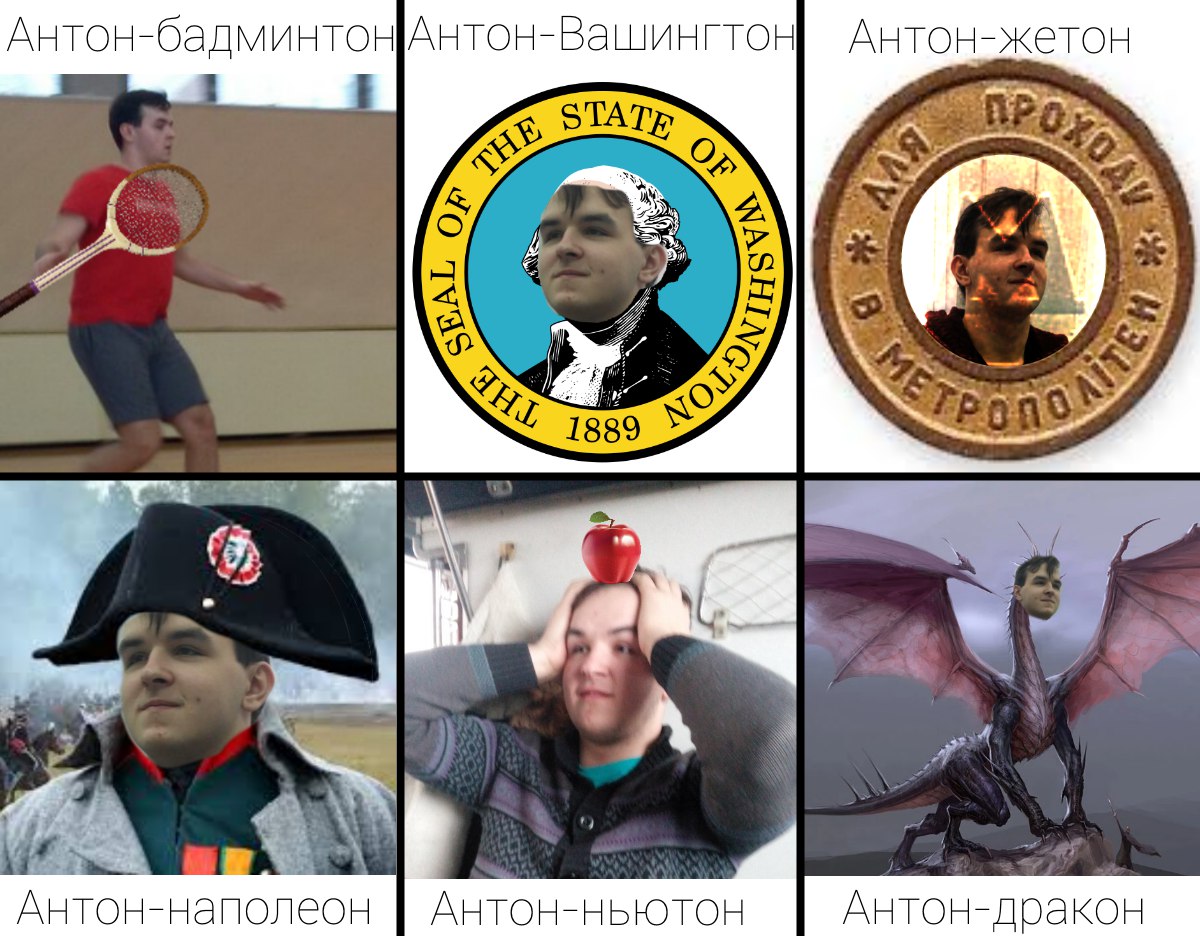 Антон-бадминтон
Антон-Вашингтон
Антон-жетон
THE SEAL OF THE STATE OF WASHINGTON
1889
ДЛЯ ПРОХОДУ
В МЕТРОПОЛІТЕН
Антон-наполеон
Антон-ньютон
Антон-дракон